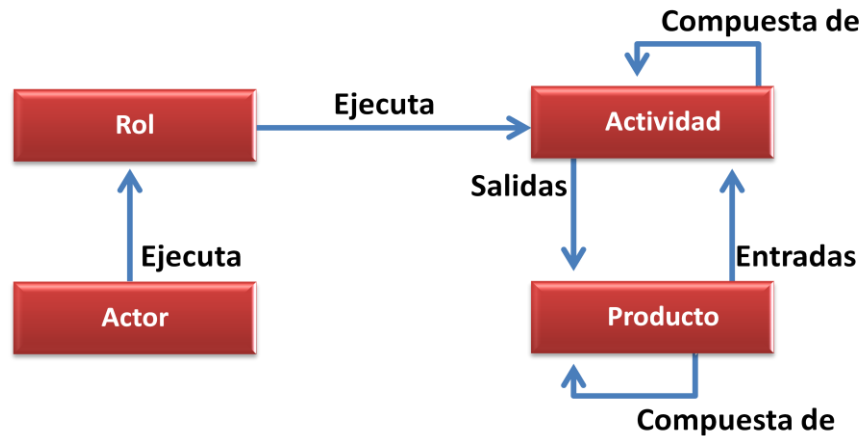 Compuesta de
Rol
Ejecuta
Actividad
Salidas
Ejecuta
Entradas
Actor
Producto
Compuesta de